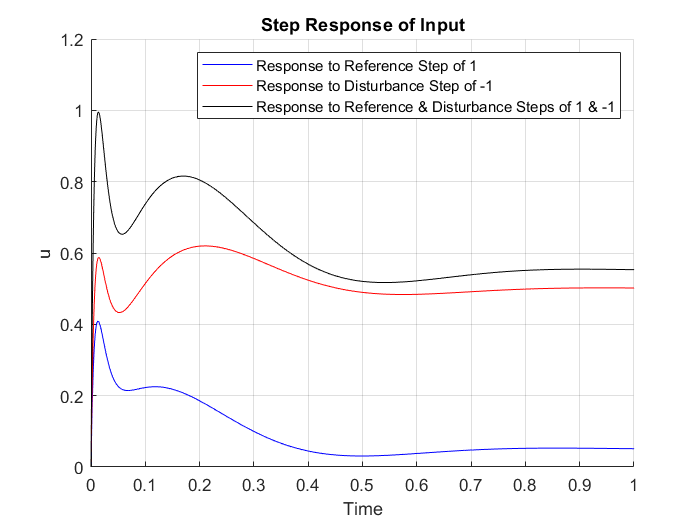 Step Response of Input
1.2
1
0.8
0.6
0.4
0.2
0
u
Response to Reference Step of 1
Response to Disturbance Step of -1
Response to Reference & Disturbance Steps of 1 & -1
0 0.1 0.2 0.3 0.4 0.5 0.6 0.7 0.8 0.9 1
Time